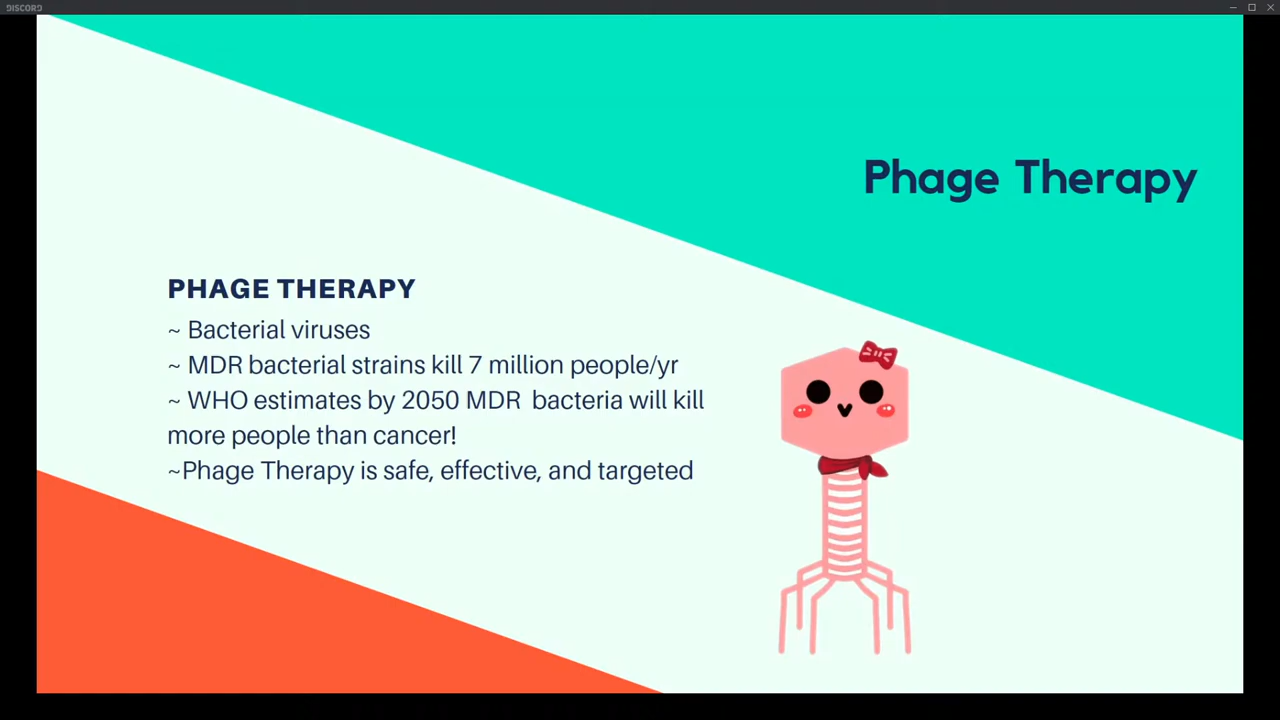 DISCORD
Phage Therapy
PHAGE THERAPY
~ Bacterial viruses
~ MDR bacterial strains kill 7 million people/yr
~ WHO estimates by 2050 MDR  bacteria will kill
more people than cancer!
~Phage Therapy is safe, effective, and targeted